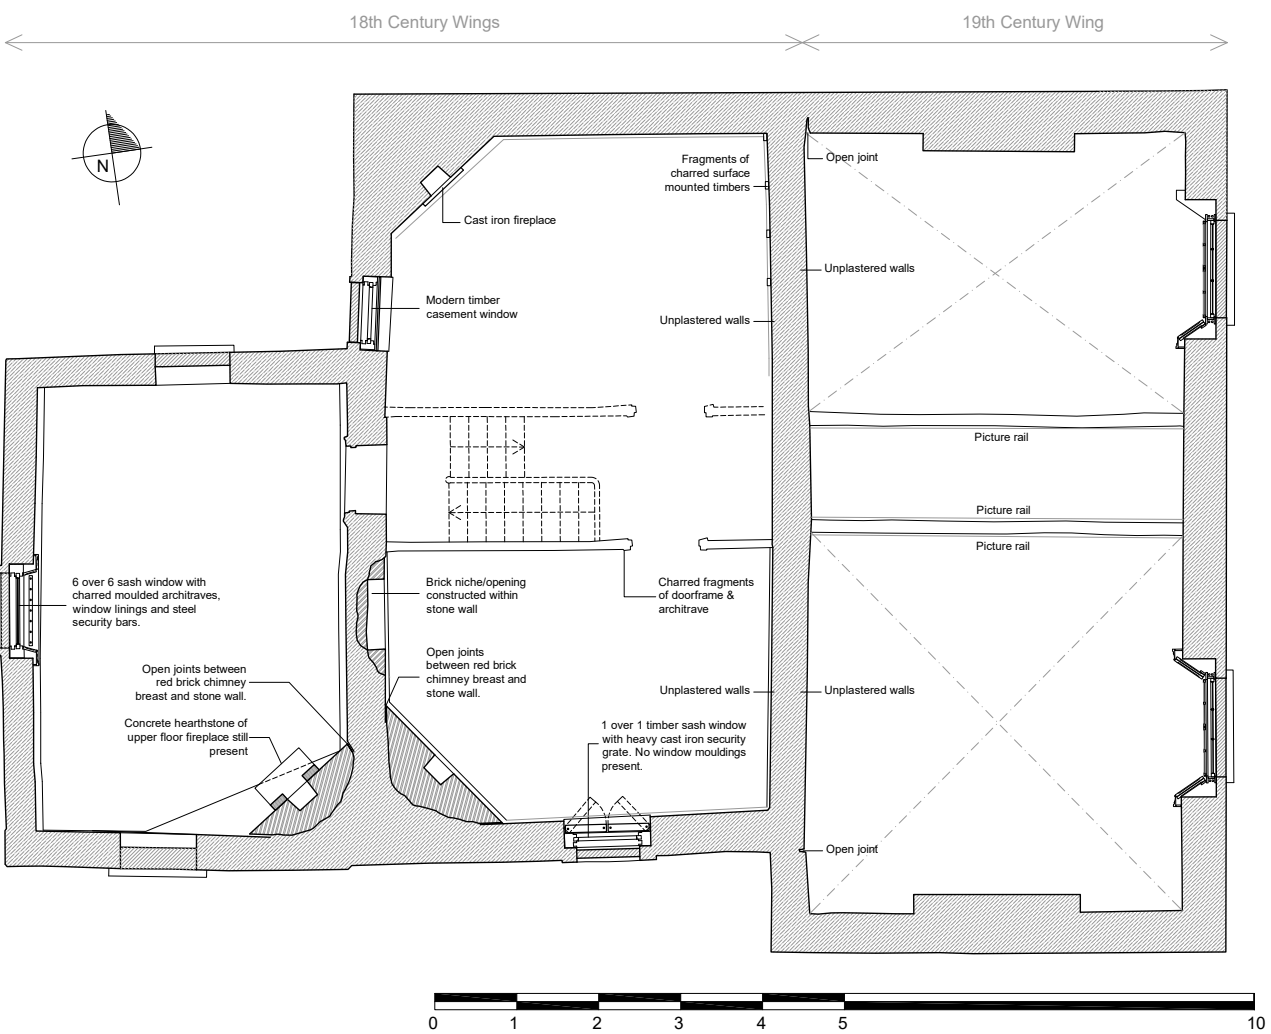 18th Century Wings
19th Century Wing
N
Fragments of
charred surface
mounted timbers
Open joint
Cast iron fireplace
Unplastered walls
Modern timber
casement window
Unplastered walls
Picture rail
Picture rail
Picture rail
6 over 6 sash window with
charred moulded architraves,
window linings and steel
security bars.
Brick niche/opening
constructed within
stone wall
Charred fragments
of doorframe &
architrave
Open joints between
red brick chimney
breast and stone wall.
Open joints
between red brick
chimney breast and
stone wall.
Unplastered walls
Unplastered walls
Concrete hearthstone of
upper floor fireplace still
present
1 over 1 timber sash window
with heavy cast iron security
grate. No window mouldings
present.
Open joint
0 1 2 3 4 5 10